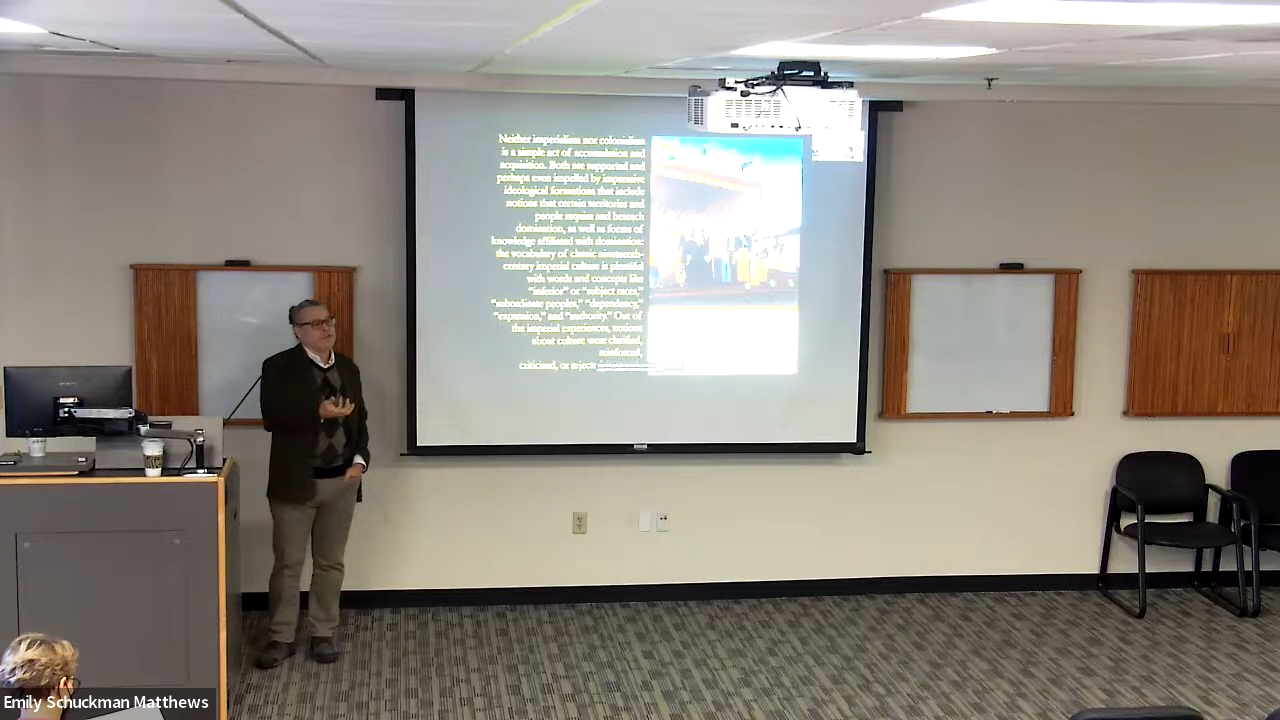 Neither imperialism nor colonialism
is a simple act of accumulation and
acquisition. Both are supported and
perhaps even impelled by impressive
ideological formations that include
notions that certain territories and
people require and beseech
domination, as well as forms of
knowledge affiliated with domination:
the vocabulary of classic nineteenth-
century imperial culture is plentiful
with words and concepts like
"inferior" or "subject races,"
"subordinate peoples," "dependency,"
"expansion," and "authority." Out of
the imperial experiences, notions
about culture were clarified,
reinforced,
criticized, or reject
Emily Schuckman Matthews